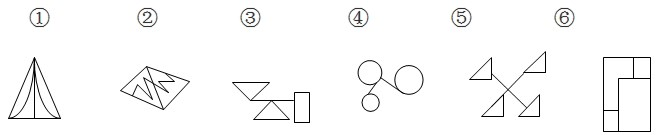 ① ② ③ ④ ⑤ ⑥